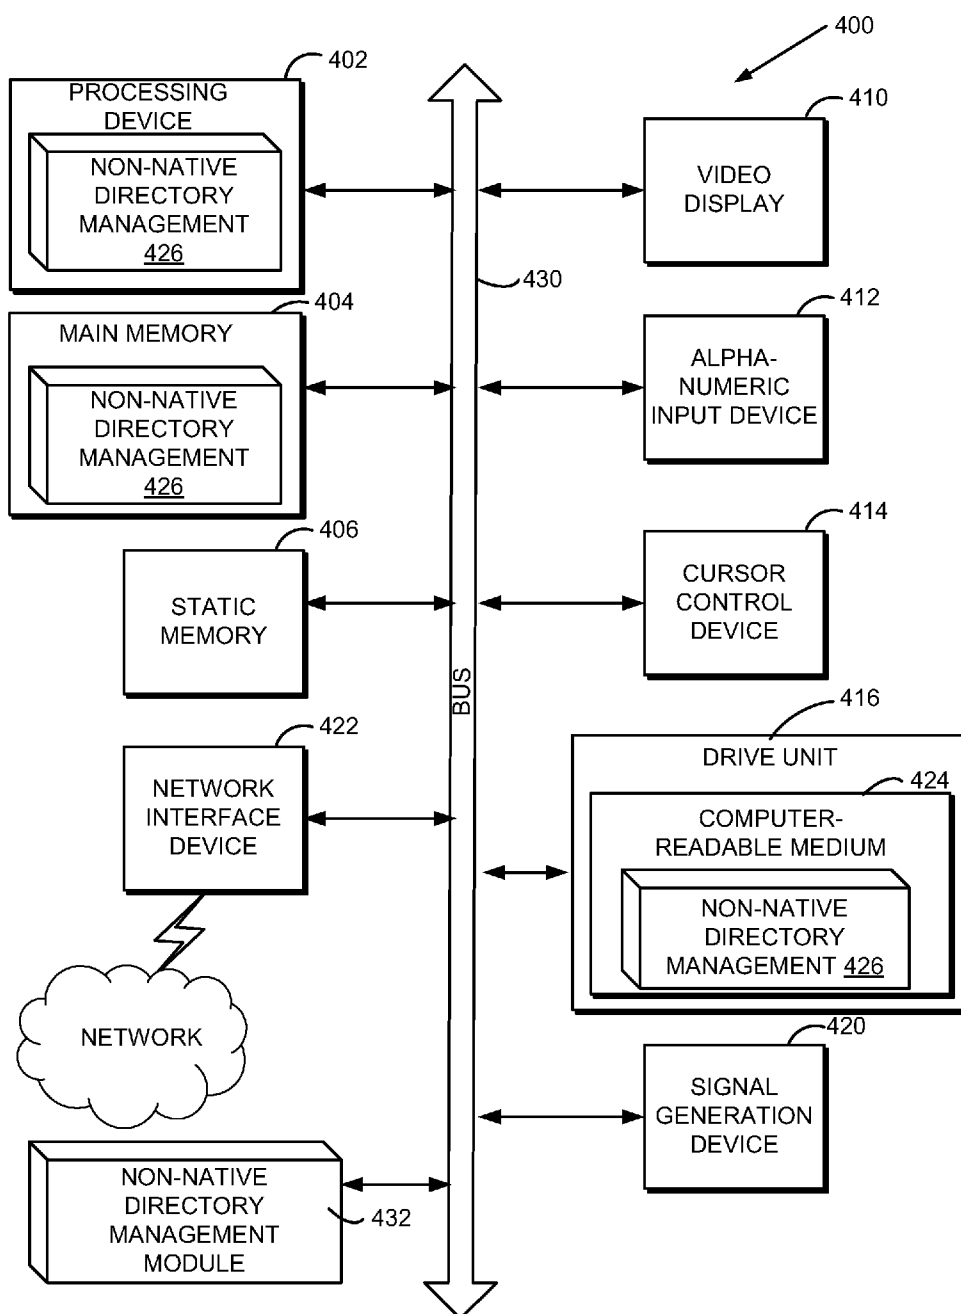 400
402
PROCESSING
DEVICE
NON-NATIVE
DIRECTORY
MANAGEMENT
426
404
MAIN MEMORY
NON-NATIVE
DIRECTORY
MANAGEMENT
426
406
STATIC
MEMORY
422
NETWORK
INTERFACE
DEVICE
NETWORK
NON-NATIVE
DIRECTORY
MANAGEMENT
MODULE
432
430
BUS
410
VIDEO
DISPLAY
412
ALPHA-
NUMERIC
INPUT DEVICE
414
CURSOR
CONTROL
DEVICE
416
DRIVE UNIT
424
COMPUTER-
READABLE MEDIUM
NON-NATIVE
DIRECTORY
MANAGEMENT 426
420
SIGNAL
GENERATION
DEVICE